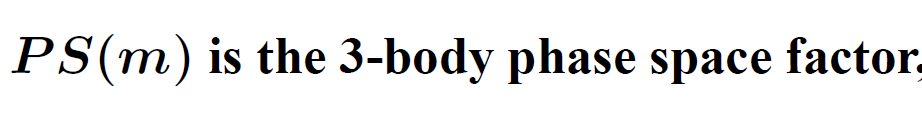 PS(m) is the 3-body phase space factor,